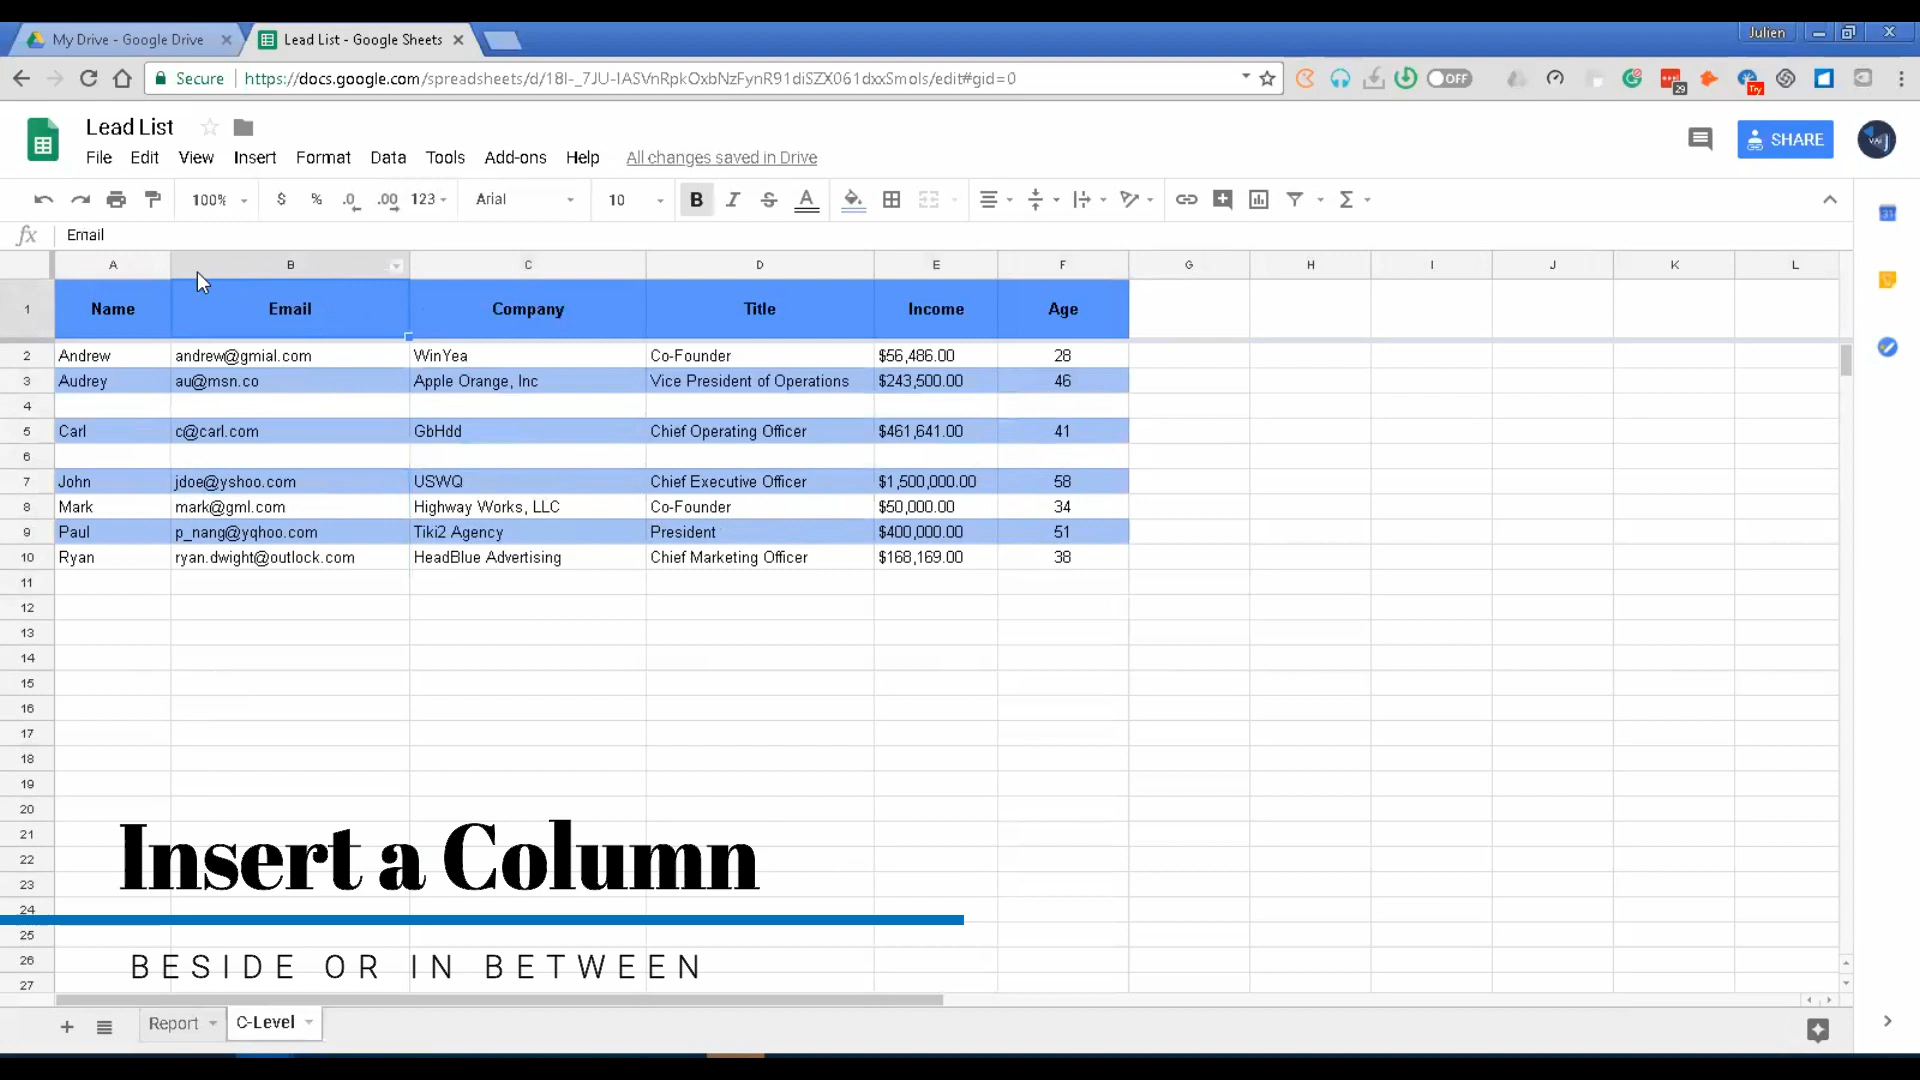 My Drive - Google Drive
Lead List - Google Sheets
Julien
Secure
https://docs.google.com/spreadsheets/d/18l-_7JU-IASVnRpkOxbNzFynR91diSZX061dxxSmols/edit#gid=0
OFF
29
Try
Lead List
File Edit View Insert Format Data Tools Add-ons Help All changes saved in Drive
SHARE
100% $ % .0 .00 123 Arial 10 B I S A Σ
31
fx Email
A B C D E F G H I J K L
1 Name Email Company Title Income Age
2 Andrew andrew@gmial.com WinYea Co-Founder $56,486.00 28
3 Audrey au@msn.co Apple Orange, Inc Vice President of Operations $243,500.00 46
4
5 Carl c@carl.com GbHdd Chief Operating Officer $461,641.00 41
6
7 John jdoe@yshoo.com USWQ Chief Executive Officer $1,500,000.00 58
8 Mark mark@gml.com Highway Works, LLC Co-Founder $50,000.00 34
9 Paul p_nang@yqhoo.com Tiki2 Agency President $400,000.00 51
10 Ryan ryan.dwight@outlock.com HeadBlue Advertising Chief Marketing Officer $168,169.00 38
11
12
13
14
15
16
17
18
19
20
21
22
23
24
25
26
27
Insert a Column
BESIDE OR IN BETWEEN
Report C-Level